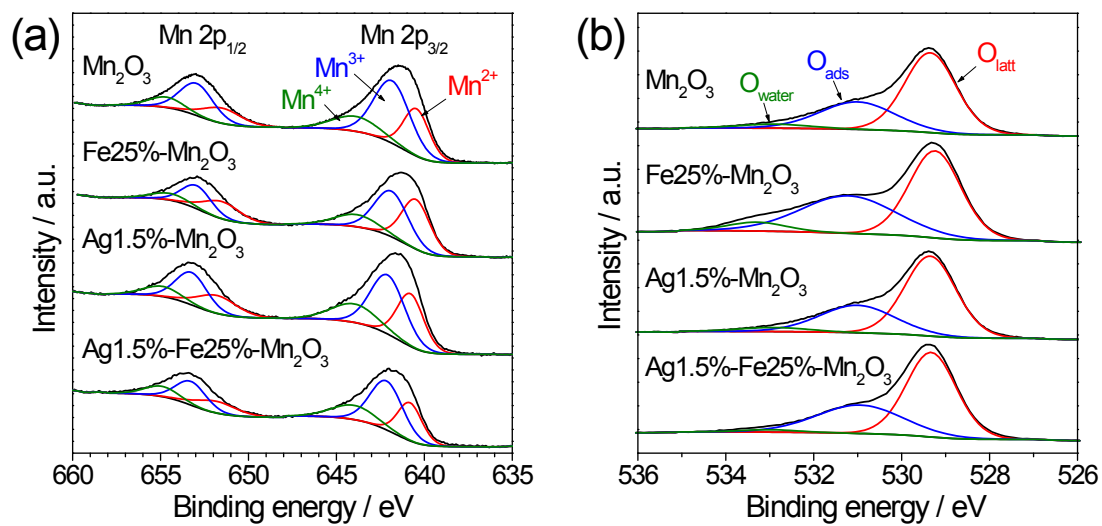 (a)
Mn 2p1/2 Mn 2p3/2
Mn2O3
Mn4+ Mn3+ Mn2+
Fe25%-Mn2O3
Ag1.5%-Mn2O3
Ag1.5%-Fe25%-Mn2O3
Intensity / a.u.
660 655 650 645 640 635
Binding energy / eV
(b)
Mn2O3
Owater Oads Olatt
Fe25%-Mn2O3
Ag1.5%-Mn2O3
Ag1.5%-Fe25%-Mn2O3
Intensity / a.u.
536 534 532 530 528 526
Binding energy / eV